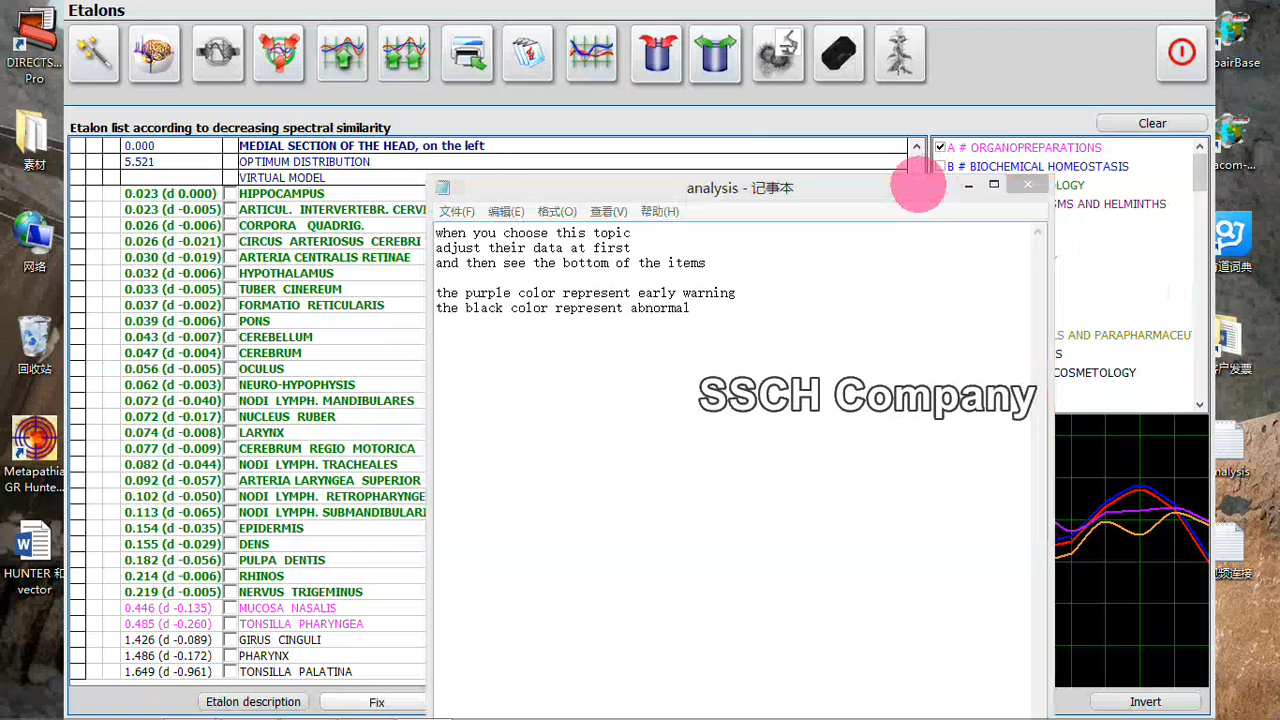 Etalons
DIRECTS...
Pro
素材
网络
回收站
Metapathia
GR Hunte...
HUNTER 和
vector
Etalon list according to decreasing spectral similarity
Clear
0.000 MEDIAL SECTION OF THE HEAD, on the left
5.521 OPTIMUM DISTRIBUTION
VIRTUAL MODEL
0.023 (d 0.000) HIPPOCAMPUS
0.023 (d -0.005) ARTICUL. INTERVERTEBR. CERVI
0.026 (d -0.006) CORPORA QUADRIG.
0.026 (d -0.021) CIRCUS ARTERIOSUS CEREBRI
0.030 (d -0.019) ARTERIA CENTRALIS RETINAE
0.032 (d -0.006) HYPOTHALAMUS
0.033 (d -0.005) TUBER CINEREUM
0.037 (d -0.002) FORMATIO RETICULARIS
0.039 (d -0.006) PONS
0.043 (d -0.007) CEREBELLUM
0.047 (d -0.004) CEREBRUM
0.056 (d -0.005) OCULUS
0.062 (d -0.003) NEURO-HYPOPHYSIS
0.072 (d -0.040) NODI LYMPH. MANDIBULARES
0.072 (d -0.017) NUCLEUS RUBER
0.074 (d -0.008) LARYNX
0.077 (d -0.009) CEREBRUM REGIO MOTORICA
0.082 (d -0.044) NODI LYMPH. TRACHEALES
0.092 (d -0.057) ARTERIA LARYNGEA SUPERIOR
0.102 (d -0.050) NODI LYMPH. RETROPHARYNGE
0.113 (d -0.065) NODI LYMPH. SUBMANDIBULARI
0.154 (d -0.035) EPIDERMIS
0.155 (d -0.029) DENS
0.182 (d -0.056) PULPA DENTIS
0.214 (d -0.006) RHINOS
0.219 (d -0.005) NERVUS TRIGEMINUS
0.446 (d -0.135) MUCOSA NASALIS
0.485 (d -0.260) TONSILLA PHARYNGEA
1.426 (d -0.089) GIRUS CINGULI
1.486 (d -0.172) PHARYNX
1.649 (d -0.961) TONSILLA PALATINA
Etalon description
Fix
analysis - 记事本
文件(F) 编辑(E) 格式(O) 查看(V) 帮助(H)
when you choose this topic
adjust their data at first
and then see the bottom of the items
the purple color represent early warning
the black color represent abnormal
SSCH Company
A # ORGANOPREPARATIONS
B # BIOCHEMICAL HOMEOSTASIS
OLOGY
SMS AND HELMINTHS
LS AND PARAPHARMACEUT
S
COSMETOLOGY
Invert
pairBase
acom-...
道词典
户发票
nalysis
频连接